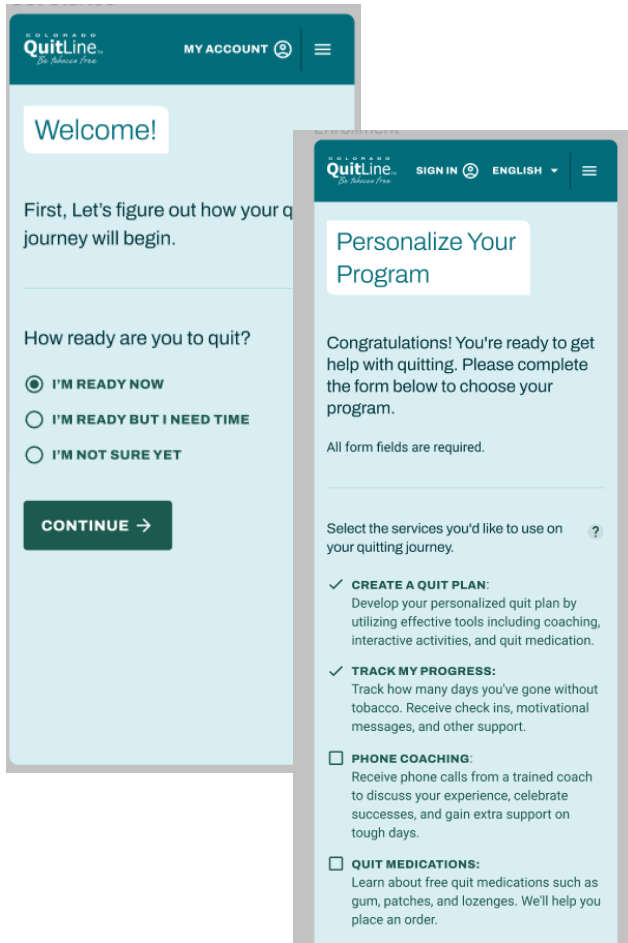 COLORADO
QuitLine
Be tobacco free
MY ACCOUNT
Welcome!
First, Let's figure out how your q
journey will begin.
How ready are you to quit?
I'M READY NOW
I'M READY BUT I NEED TIME
I'M NOT SURE YET
CONTINUE →
COLORADO
QuitLine
Be tobacco free
SIGN IN
ENGLISH
Personalize Your
Program
Congratulations! You're ready to get
help with quitting. Please complete
the form below to choose your
program.
All form fields are required.
Select the services you'd like to use on
your quitting journey.
?
CREATE A QUIT PLAN:
Develop your personalized quit plan by
utilizing effective tools including coaching,
interactive activities, and quit medication.
TRACK MY PROGRESS:
Track how many days you've gone without
tobacco. Receive check ins, motivational
messages, and other support.
PHONE COACHING:
Receive phone calls from a trained coach
to discuss your experience, celebrate
successes, and gain extra support on
tough days.
QUIT MEDICATIONS:
Learn about free quit medications such as
gum, patches, and lozenges. We'll help you
place an order.